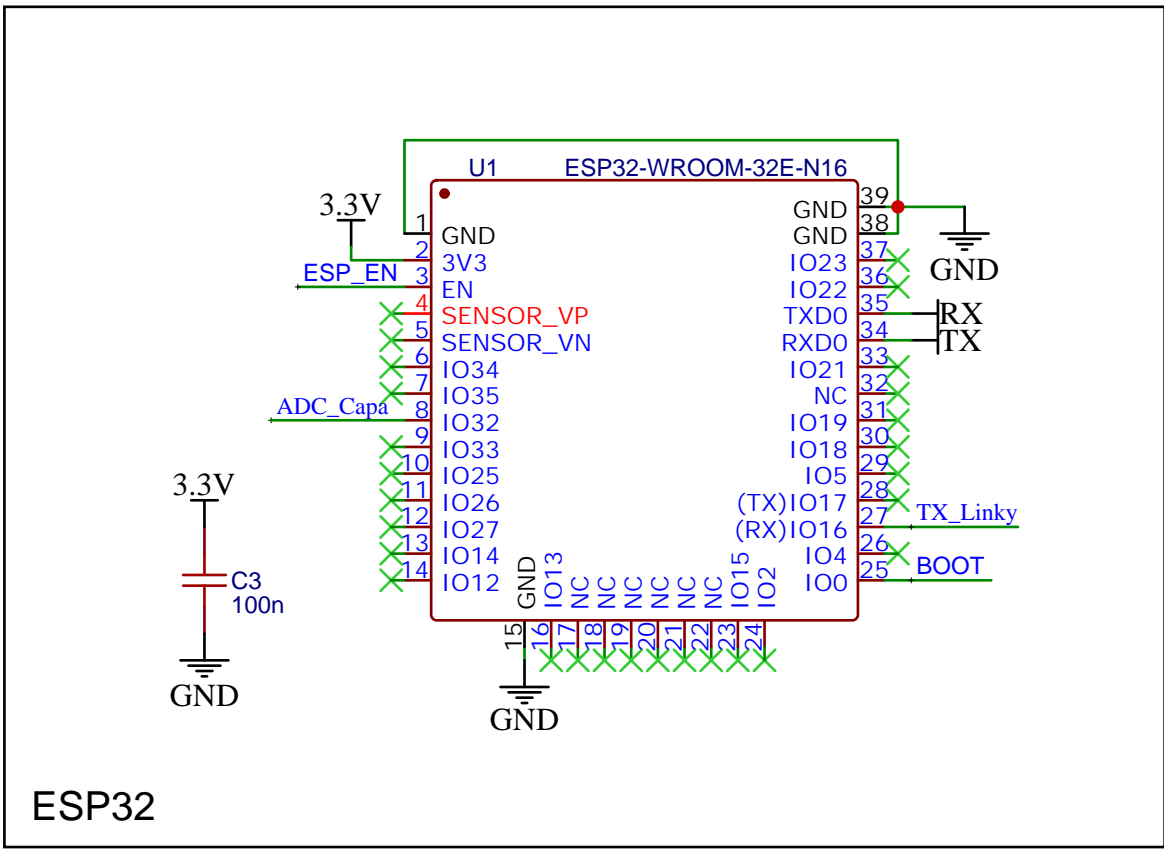 U1 ESP32-WROOM-32E-N16
3.3V
1 GND
2 3V3
ESP_EN 3 EN
4 SENSOR_VP
5 SENSOR_VN
6 IO34
7 IO35
ADC_Capa 8 IO32
9 IO33
10 IO25
11 IO26
12 IO27
13 IO14
14 IO12
GND 39
GND 38
GND
IO23 37
IO22 36
TXD0 35 RX
RXD0 34 TX
IO21 33
NC 32
IO19 31
IO18 30
IO5 29
(TX)IO17 28
(RX)IO16 27 TX_Linky
IO4 26
IO0 25 BOOT
GND 15
IO13 16
NC 17
NC 18
NC 19
NC 20
NC 21
NC 22
IO15 23
IO2 24
GND
3.3V
C3
100n
GND
ESP32